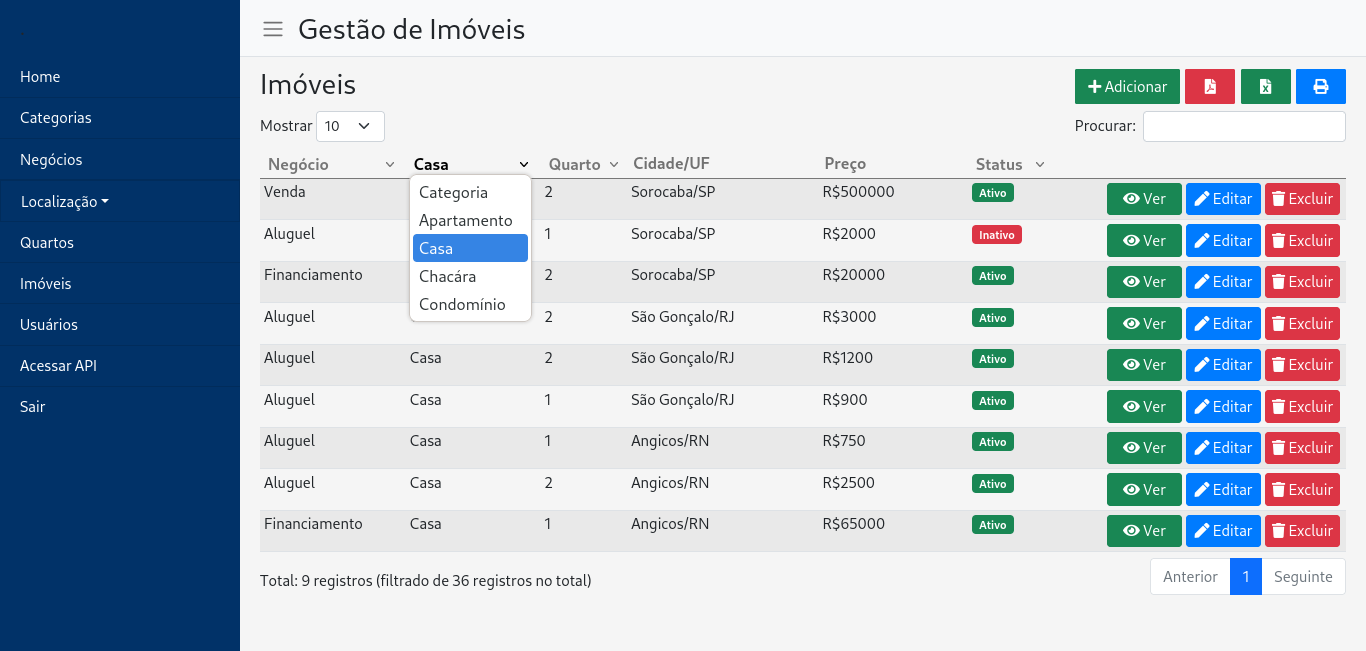 Gestão de Imóveis
Home
Categorias
Negócios
Localização
Quartos
Imóveis
Usuários
Acessar API
Sair
Imóveis
Adicionar
Mostrar 10
Procurar:
Negócio Casa Quarto Cidade/UF Preço Status
Categoria
Apartamento
Casa
Chacára
Condomínio
Venda 2 Sorocaba/SP R$500000 Ativo Ver Editar Excluir
Aluguel 1 Sorocaba/SP R$2000 Inativo Ver Editar Excluir
Financiamento 2 Sorocaba/SP R$20000 Ativo Ver Editar Excluir
Aluguel 2 São Gonçalo/RJ R$3000 Ativo Ver Editar Excluir
Aluguel Casa 2 São Gonçalo/RJ R$1200 Ativo Ver Editar Excluir
Aluguel Casa 1 São Gonçalo/RJ R$900 Ativo Ver Editar Excluir
Aluguel Casa 1 Angicos/RN R$750 Ativo Ver Editar Excluir
Aluguel Casa 2 Angicos/RN R$2500 Ativo Ver Editar Excluir
Financiamento Casa 1 Angicos/RN R$65000 Ativo Ver Editar Excluir
Total: 9 registros (filtrado de 36 registros no total)
Anterior 1 Seguinte